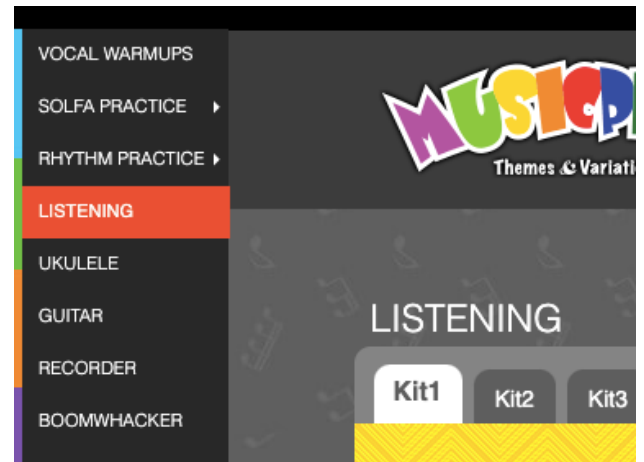 VOCAL WARMUPS
SOLFA PRACTICE
RHYTHM PRACTICE
LISTENING
UKULELE
GUITAR
RECORDER
BOOMWHACKER
Themes &
LISTENING
Kit1 Kit2 Kit3